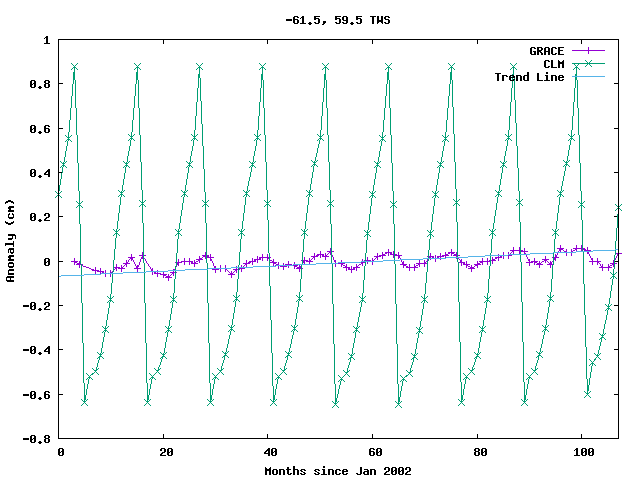 -61.5, 59.5 TWS
GRACE
CLM
Trend Line
1
0.8
0.6
0.4
0.2
0
-0.2
-0.4
-0.6
-0.8
Anomaly (cm)
0 20 40 60 80 100
Months since Jan 2002